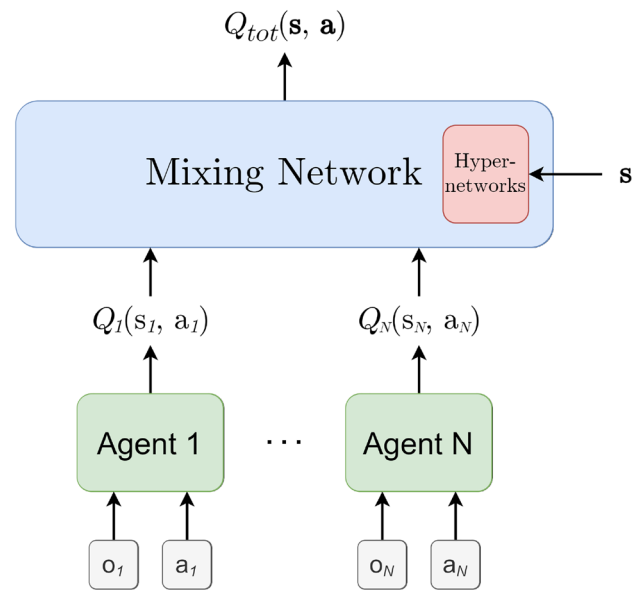 Q_tot(s, a)
Mixing Network
Hyper-
networks
s
Q_1(s_1, a_1)
Q_N(s_N, a_N)
Agent 1
...
Agent N
o_1
a_1
o_N
a_N